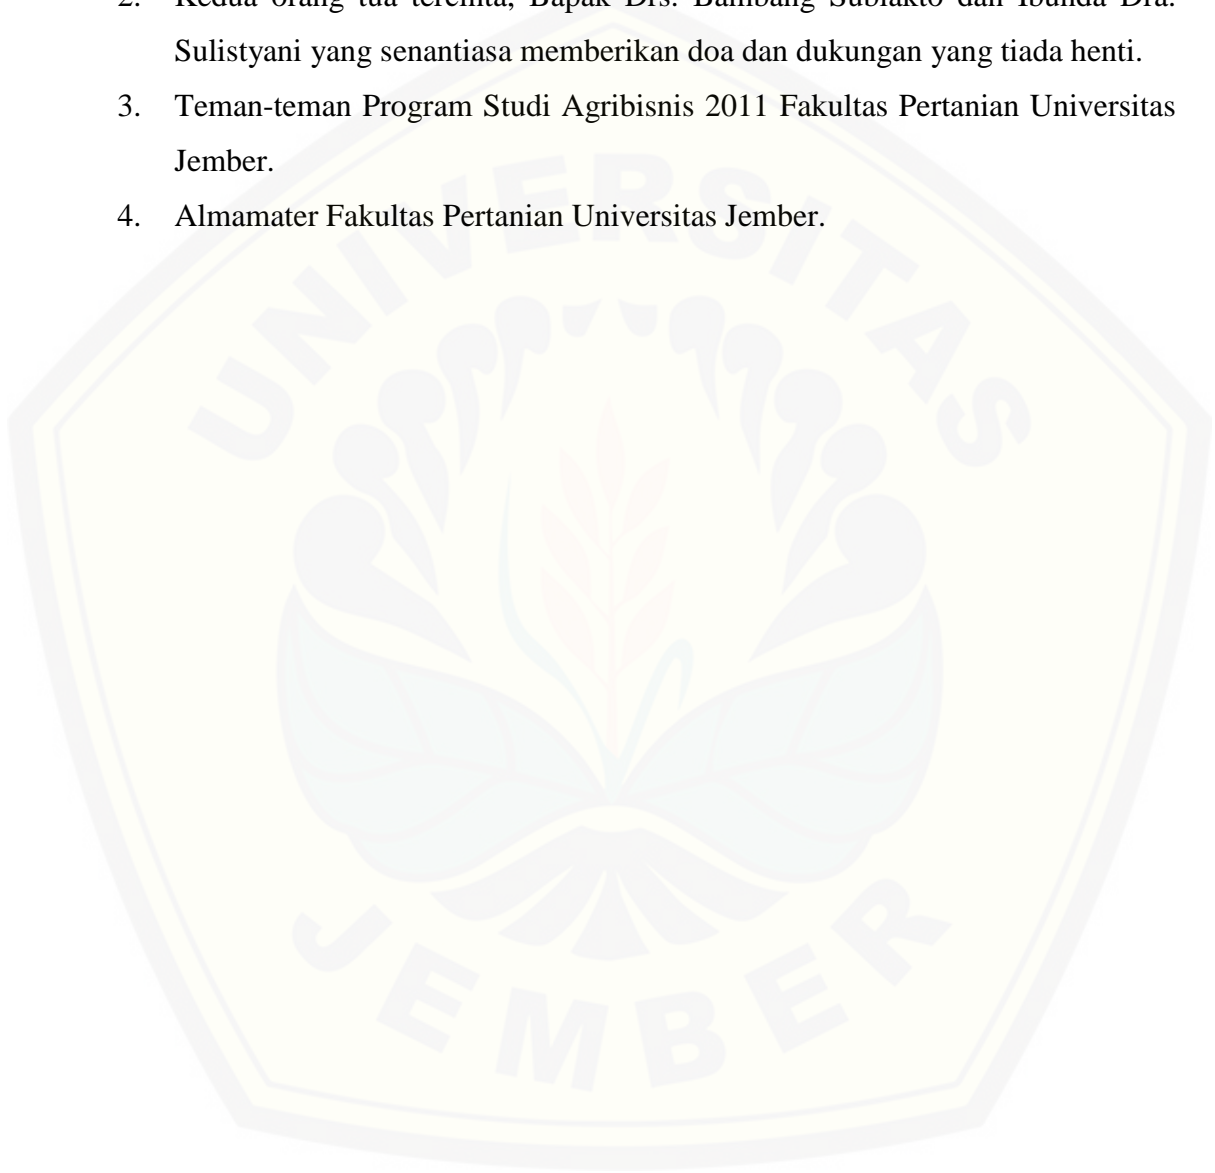 2. Kedua orang tua tercinta, Bapak Drs. Bambang Subiakto dan Ibunda Dra.
Sulistyani yang senantiasa memberikan doa dan dukungan yang tiada henti.
3. Teman-teman Program Studi Agribisnis 2011 Fakultas Pertanian Universitas
Jember.
4. Almamater Fakultas Pertanian Universitas Jember.
UNIVERSITAS
JEMBER